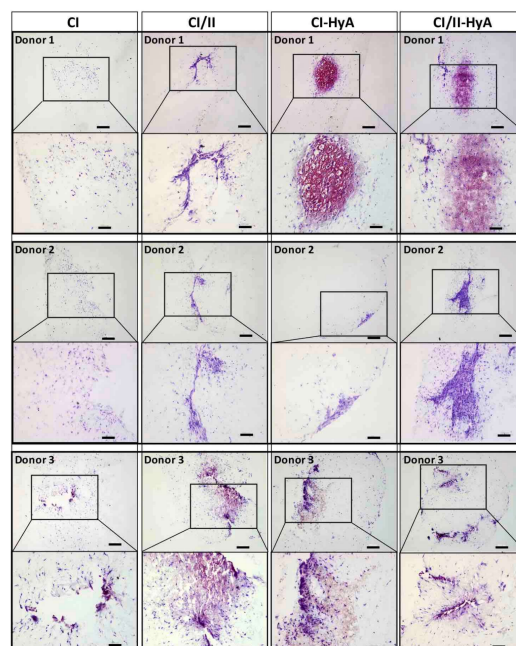 CI CI/II CI-HyA CI/II-HyA
Donor 1 Donor 1 Donor 1 Donor 1
Donor 2 Donor 2 Donor 2 Donor 2
Donor 3 Donor 3 Donor 3 Donor 3